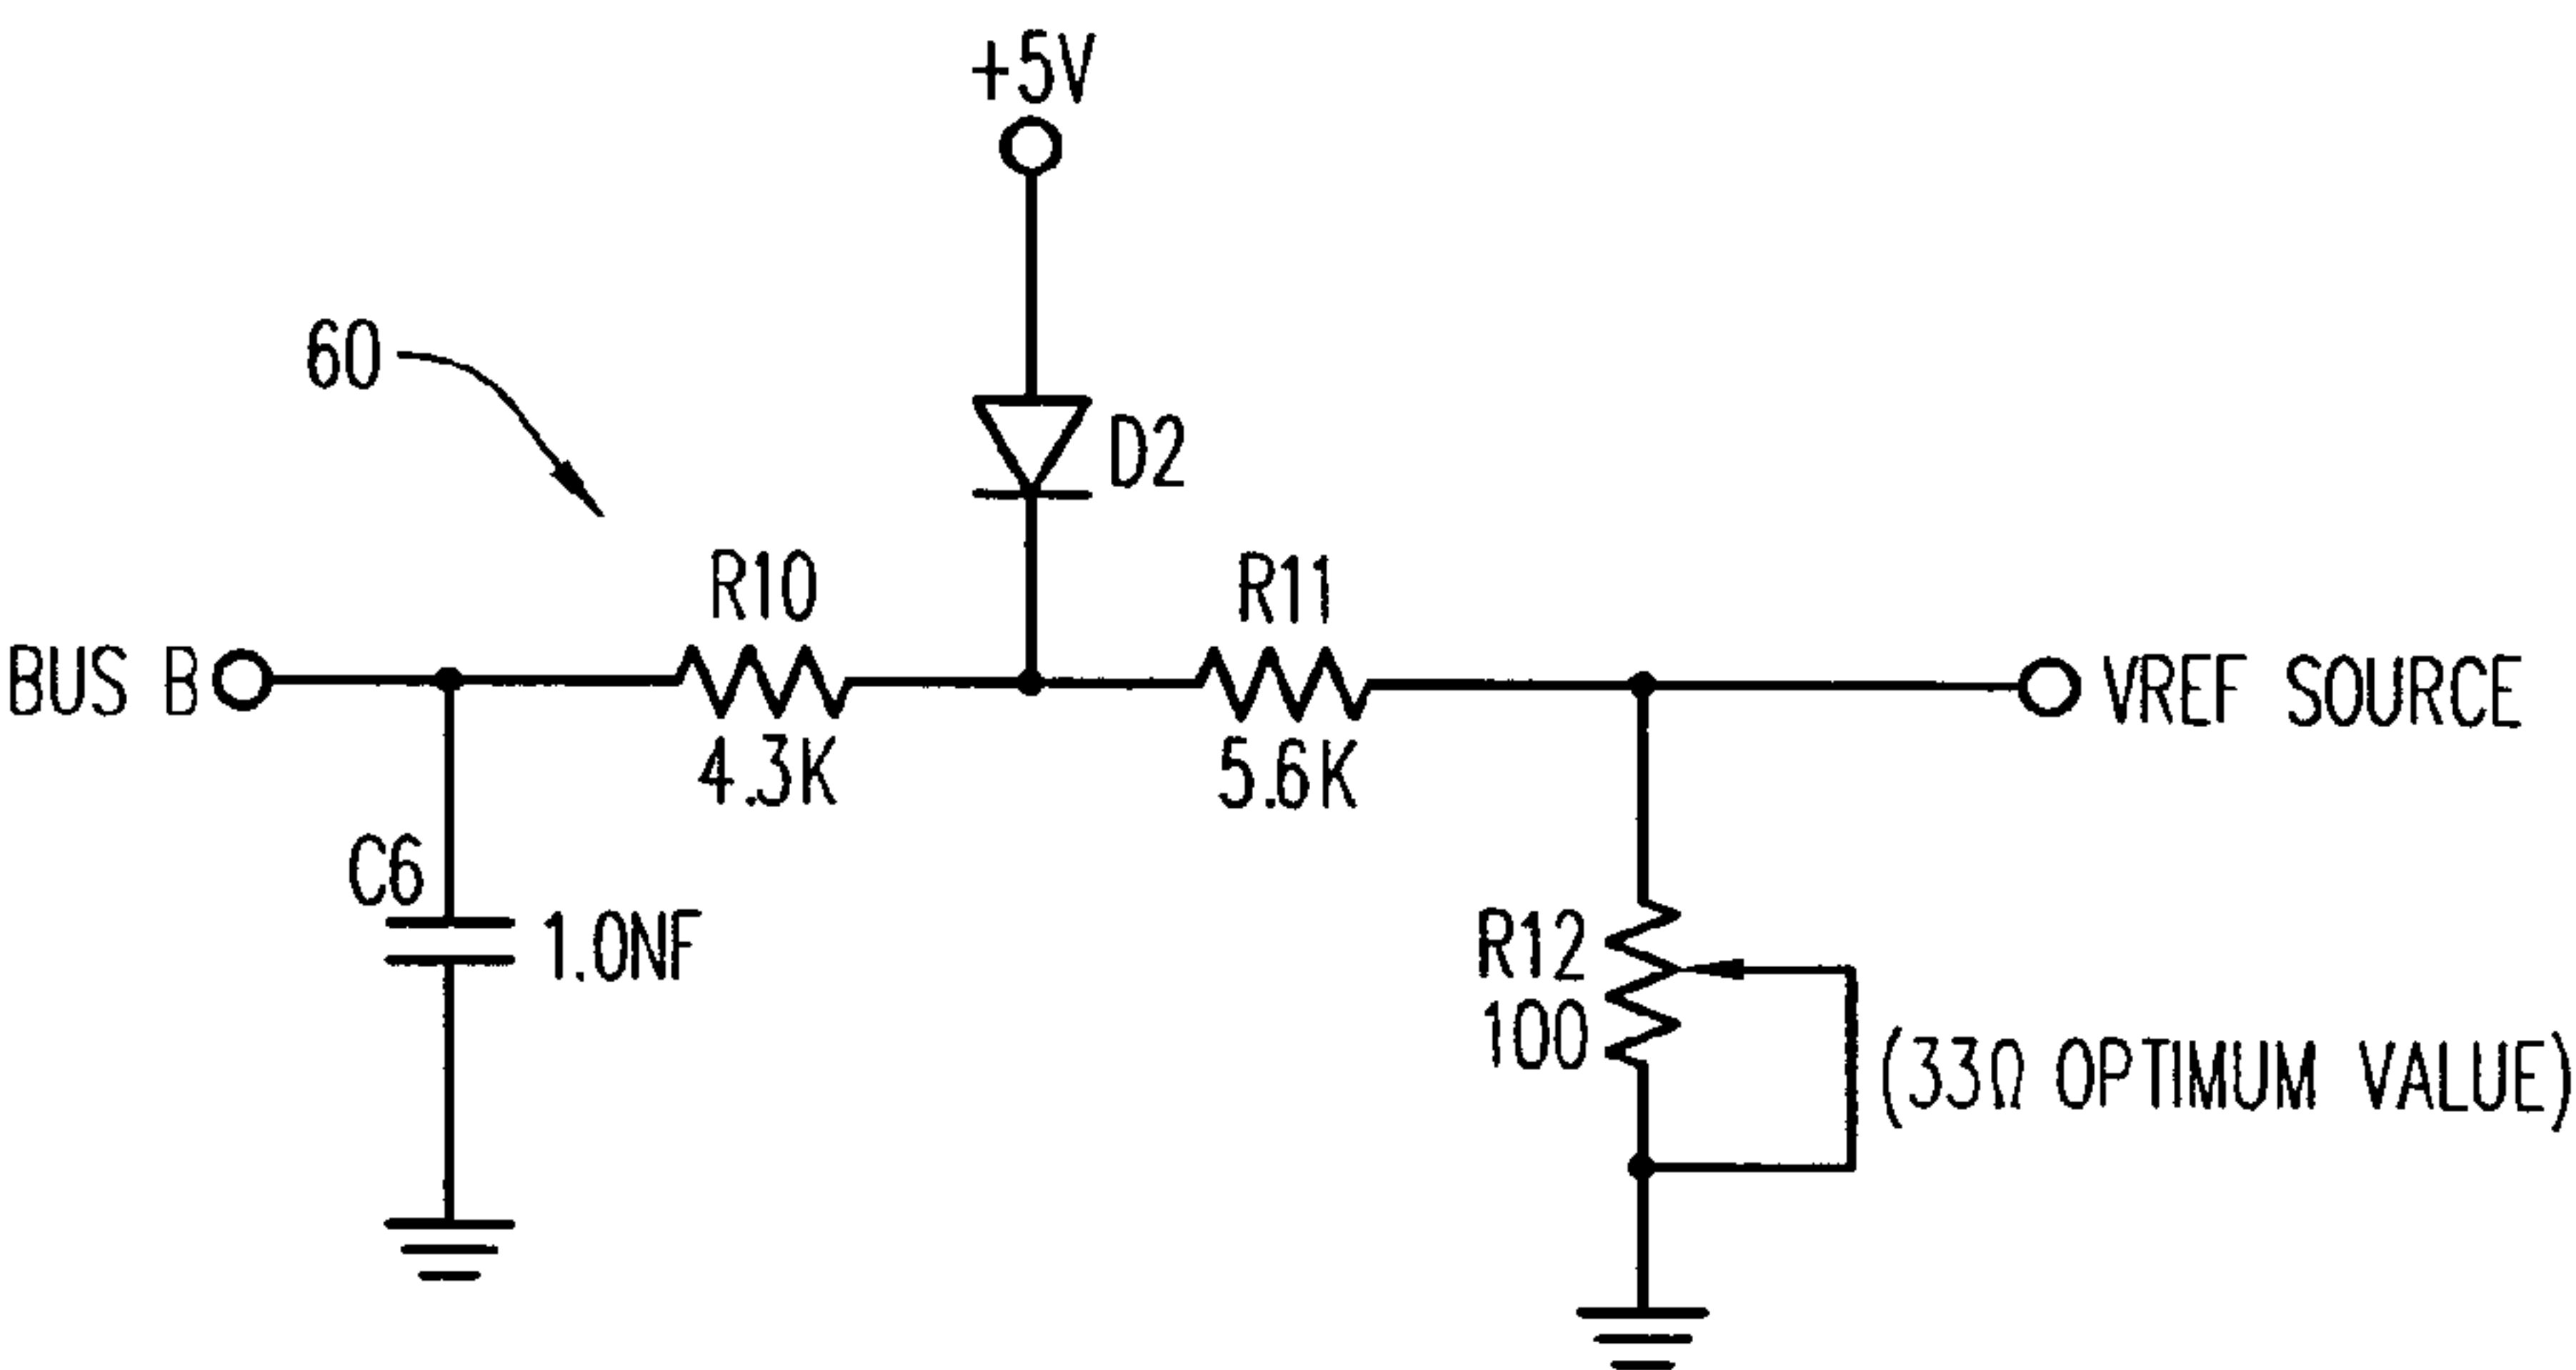 +5V
60
D2
R10
R11
BUS B
VREF SOURCE
4.3K
5.6K
C6
1.0NF
R12
100
(33Ω OPTIMUM VALUE)